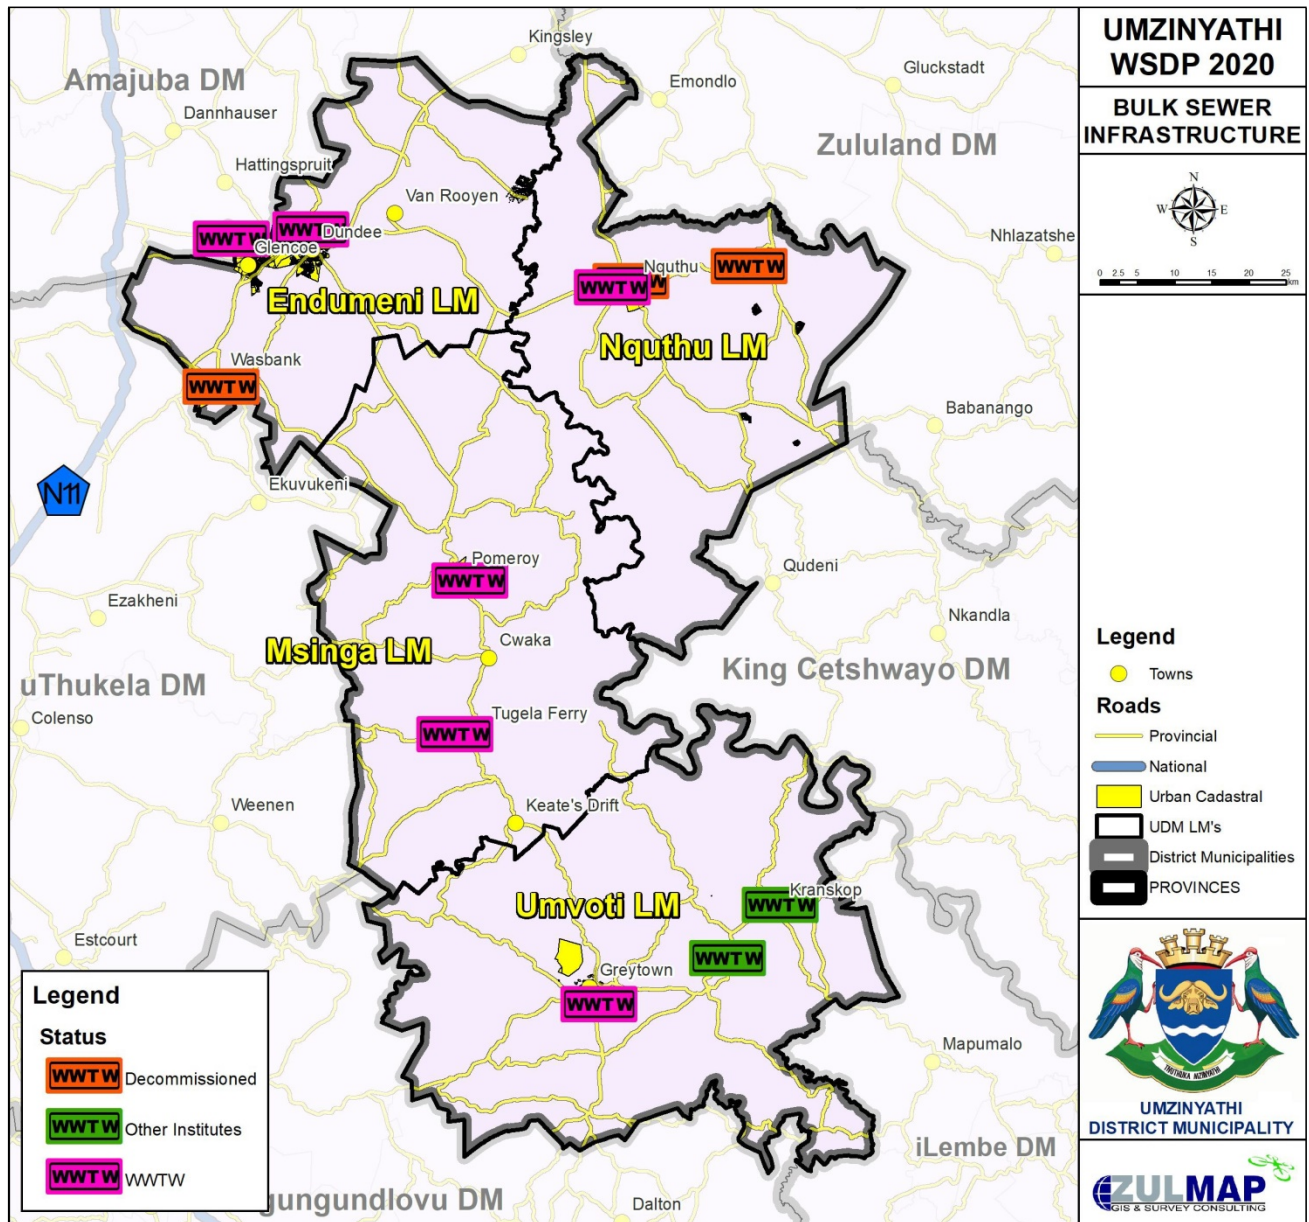 UMZINYATHI
WSDP 2020
BULK SEWER
INFRASTRUCTURE
N
W E
S
0 2.5 5 10 15 20 25
km
Kingsley
Amajuba DM
Emondlo
Gluckstadt
Dannhauser
Zululand DM
Hattingspruit
Van Rooyen
WWTW
WWTW
Dundee
Glencoe
Nhlazatshe
Nquthu
WWTW
WWTW
W
Endumeni LM
Nquthu LM
Wasbank
WWTW
Babanango
N11
Ekuvukeni
Pomeroy
WWTW
Qudeni
Ezakheni
Nkandla
Cwaka
Msinga LM
King Cetshwayo DM
uThukela DM
Colenso
Tugela Ferry
WWTW
Weenen
Keate's Drift
Kranskop
WWTW
Umvoti LM
Estcourt
WWTW
Greytown
WWTW
Mapumalo
iLembe DM
gungundlovu DM
Dalton
Legend
Status
WWTW Decommissioned
WWTW Other Institutes
WWTW WWTW
Legend
Towns
Roads
Provincial
National
Urban Cadastral
UDM LM's
District Municipalities
PROVINCES
THUTHUKA MZINYATHI
UMZINYATHI
DISTRICT MUNICIPALITY
ZULMAP
GIS & SURVEY CONSULTING